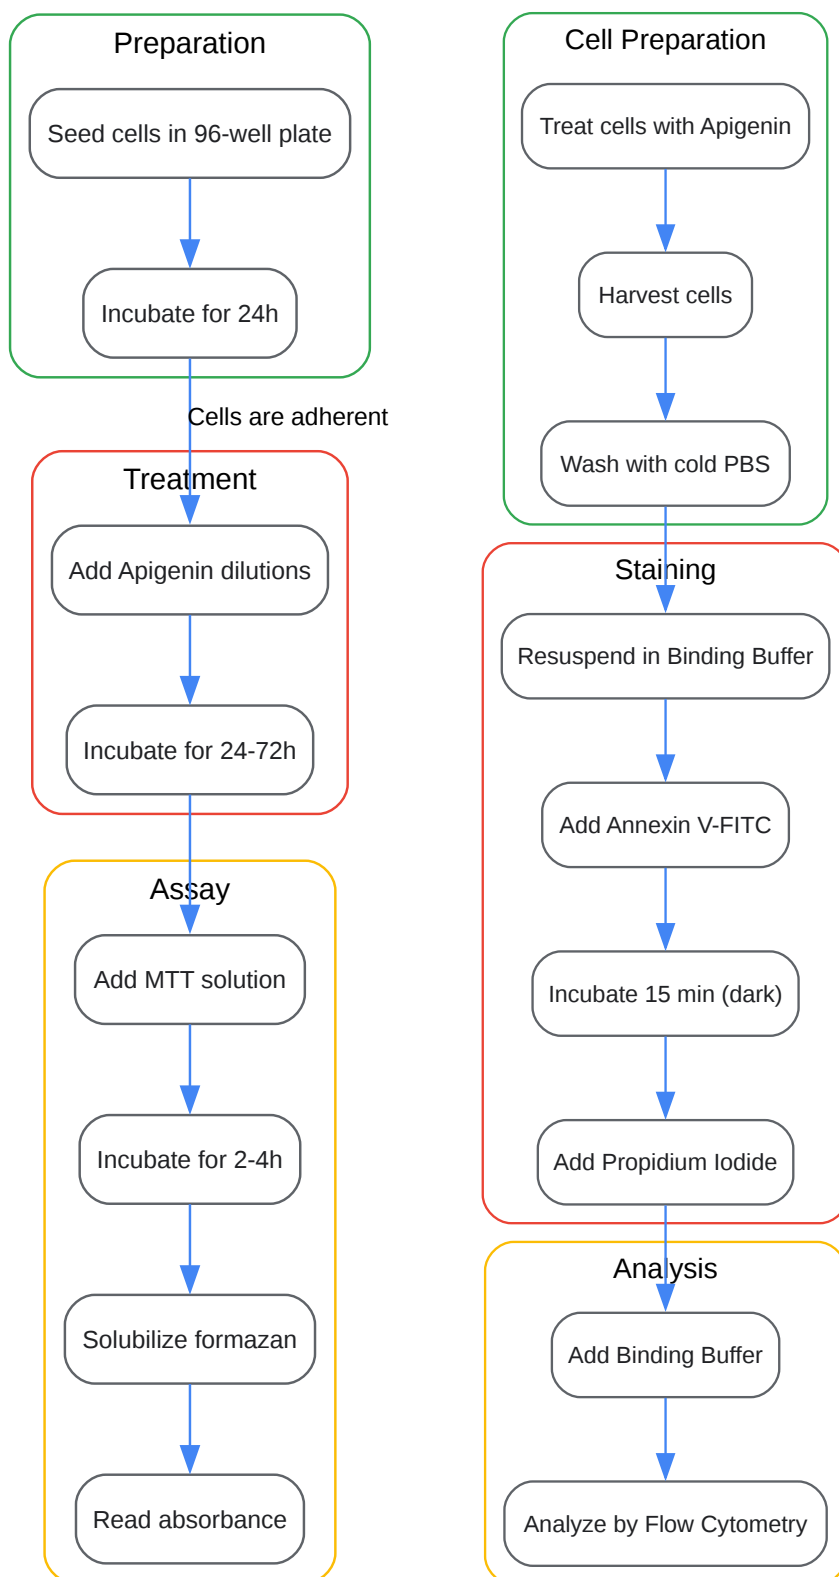 Preparation
Seed cells in 96-well plate
Incubate for 24h
Cells are adherent
Treatment
Add Apigenin dilutions
Incubate for 24-72h
Assay
Add MTT solution
Incubate for 2-4h
Solubilize formazan
Read absorbance
Cell Preparation
Treat cells with Apigenin
Harvest cells
Wash with cold PBS
Staining
Resuspend in Binding Buffer
Add Annexin V-FITC
Incubate 15 min (dark)
Add Propidium Iodide
Analysis
Add Binding Buffer
Analyze by Flow Cytometry